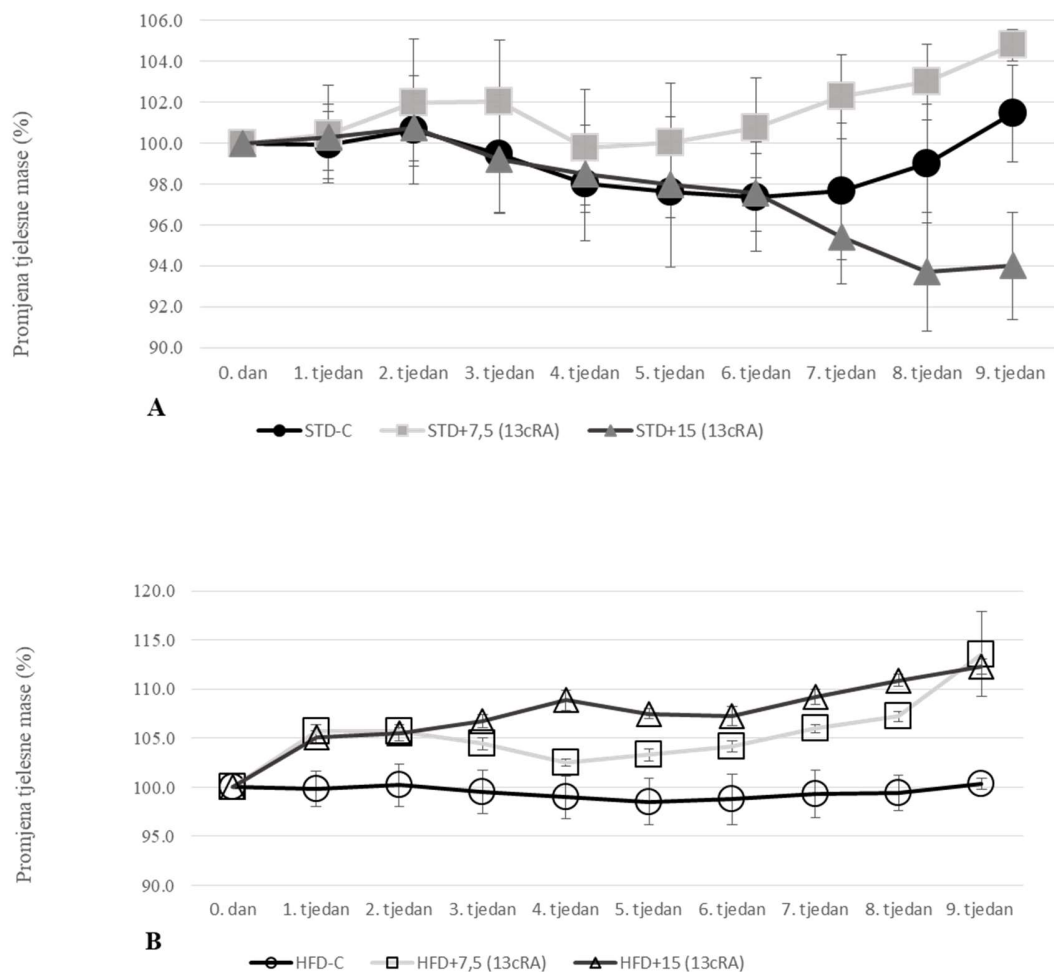 Promjena tjelesne mase (%)
106.0
104.0
102.0
100.0
98.0
96.0
94.0
92.0
90.0
0. dan 1. tjedan 2. tjedan 3. tjedan 4. tjedan 5. tjedan 6. tjedan 7. tjedan 8. tjedan 9. tjedan
A
STD-C STD+7,5 (13cRA) STD+15 (13cRA)
Promjena tjelesne mase (%)
120.0
115.0
110.0
105.0
100.0
95.0
90.0
0. dan 1. tjedan 2. tjedan 3. tjedan 4. tjedan 5. tjedan 6. tjedan 7. tjedan 8. tjedan 9. tjedan
B
HFD-C HFD+7,5 (13cRA) HFD+15 (13cRA)